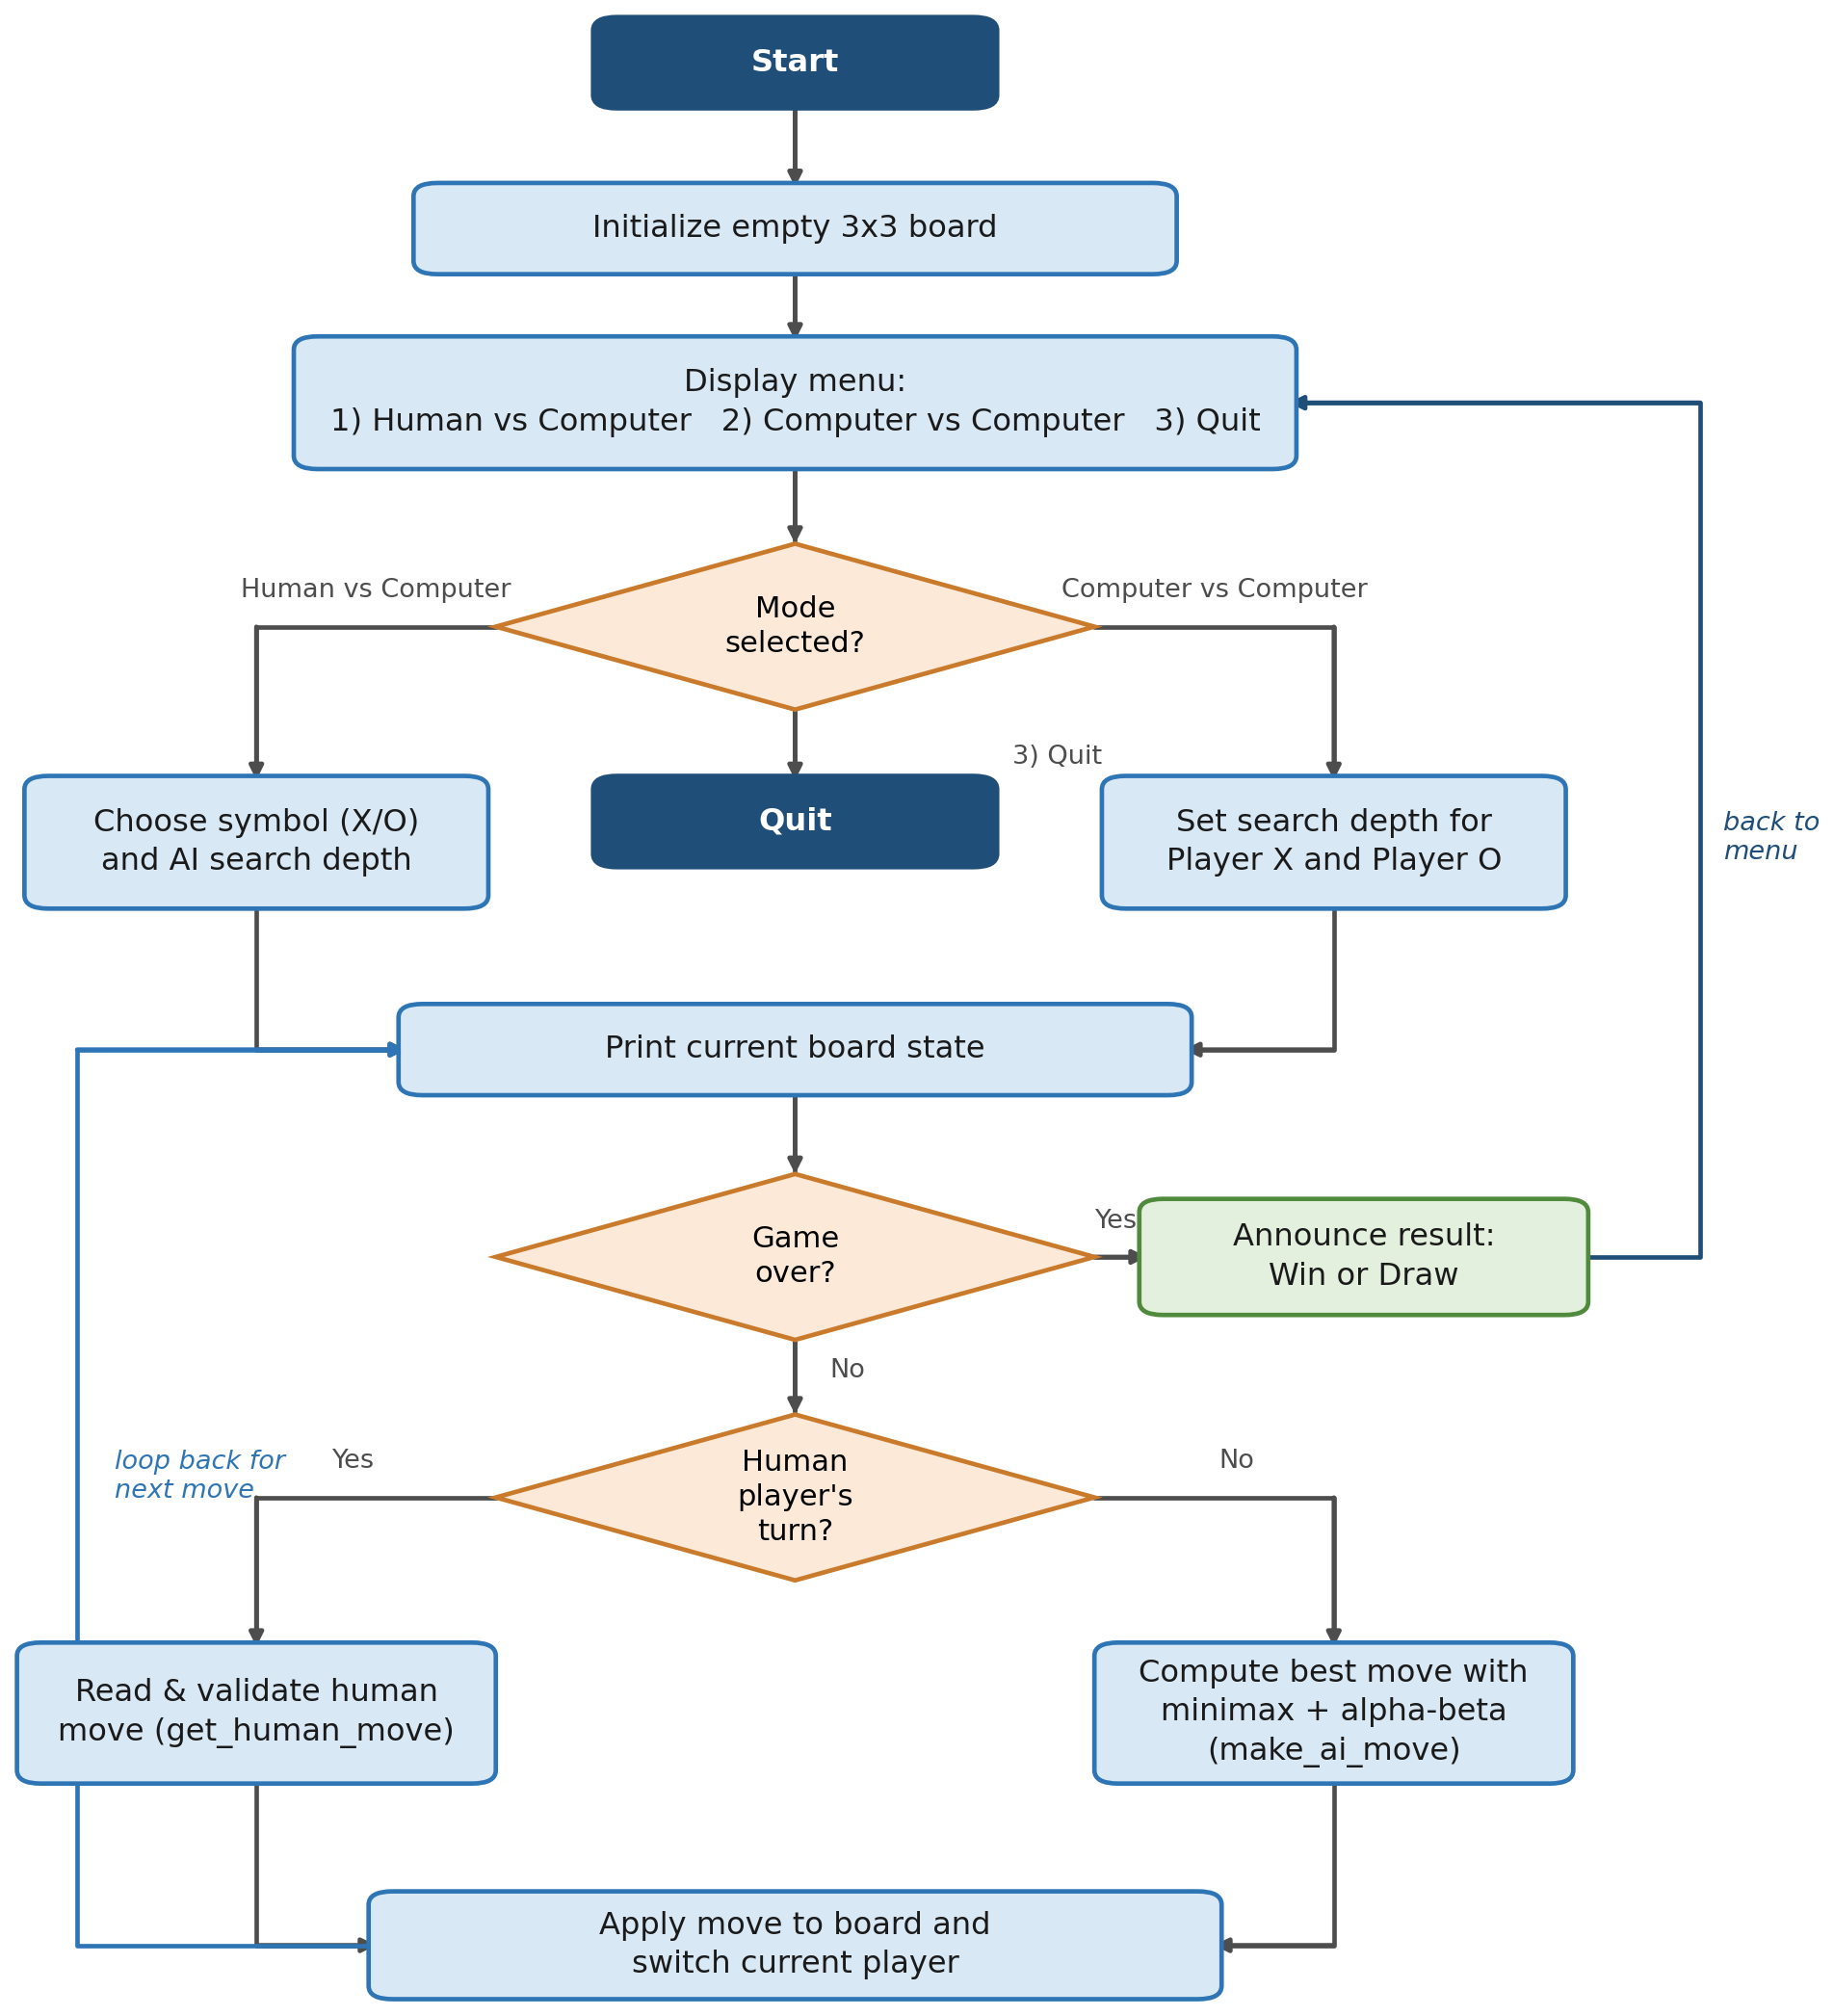 Start
Initialize empty 3x3 board
Display menu:
1) Human vs Computer   2) Computer vs Computer   3) Quit
Human vs Computer
Computer vs Computer
Mode
selected?
3) Quit
Choose symbol (X/O)
and AI search depth
Quit
Set search depth for
Player X and Player O
back to
menu
Print current board state
Game
over?
Yes
Announce result:
Win or Draw
No
loop back for
next move
Yes
Human
player's
turn?
No
Read & validate human
move (get_human_move)
Compute best move with
minimax + alpha-beta
(make_ai_move)
Apply move to board and
switch current player